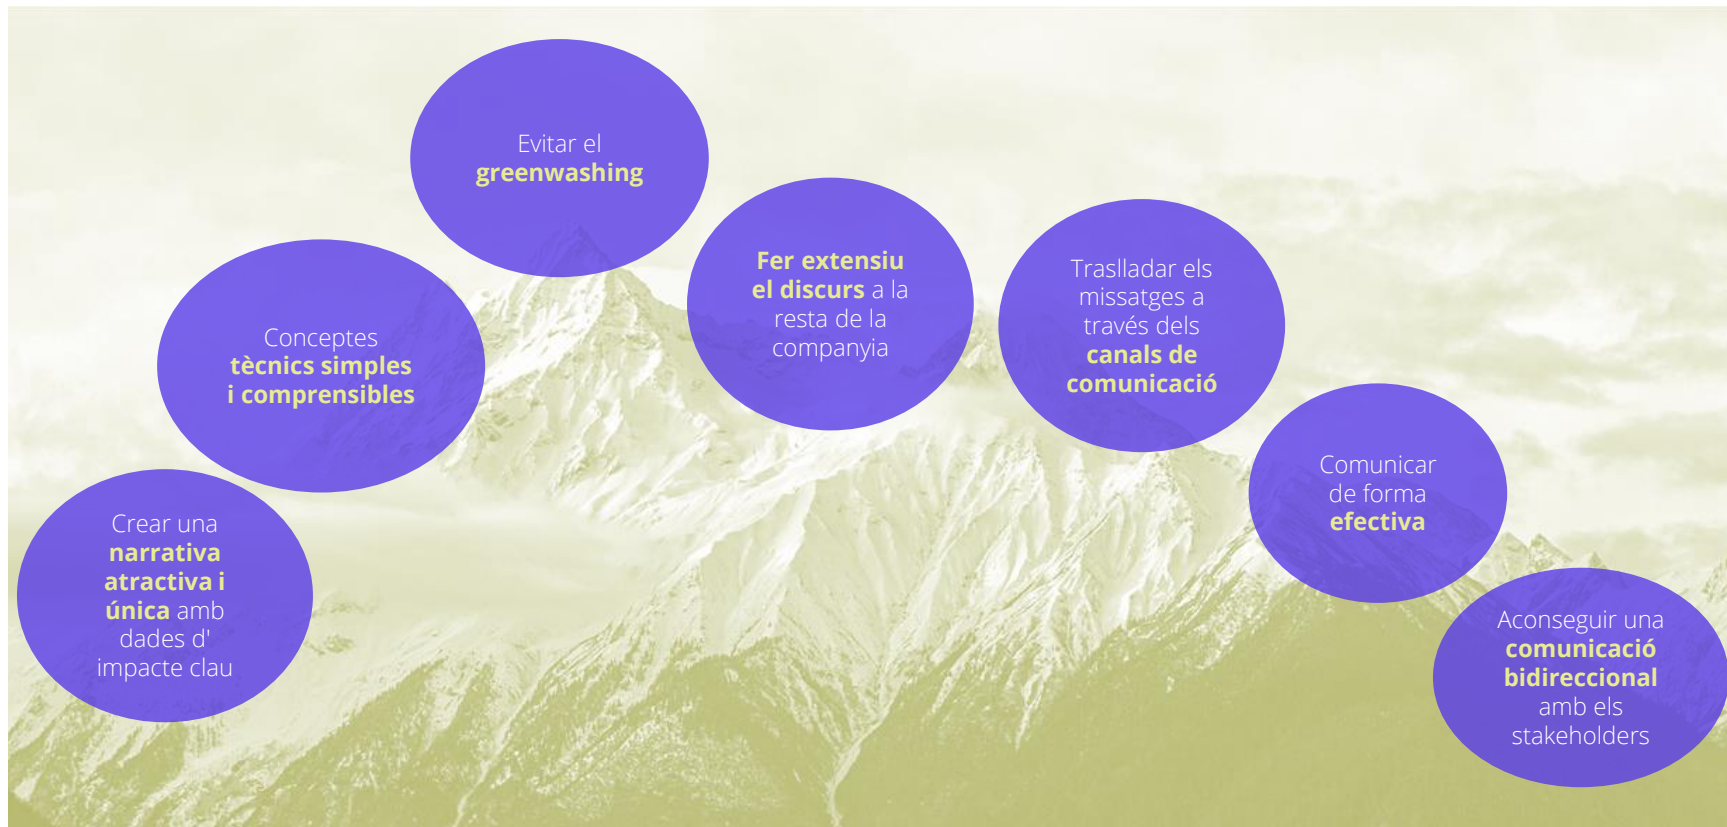 Crear una
narrativa
atractiva i
única amb
dades d'
impacte clau
Conceptes
tècnics simples
i comprensibles
Evitar el
greenwashing
Fer extensiu
el discurs a la
resta de la
companyia
Traslladar els
missatges a
través dels
canals de
comunicació
Comunicar
de forma
efectiva
Aconseguir una
comunicació
bidireccional
amb els
stakeholders